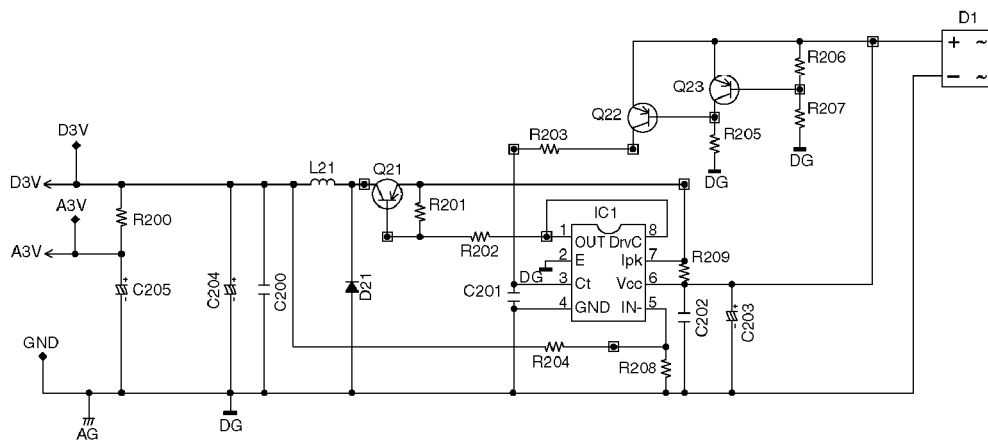 D1
+ ~
− ~
R206
Q23
Q22
R207
R203
R205
D3V
DG
L21
Q21
DG
D3V
A3V
R200
R201
IC1
1
8
OUT DrvC
A3V
R202
2
E
Ipk
7
R209
DG
3
Ct
Vcc
6
C205
C204
C200
D21
C201
4
GND
IN-
5
C202
C203
+
-
+
-
+
-
GND
R204
R208
AG
DG